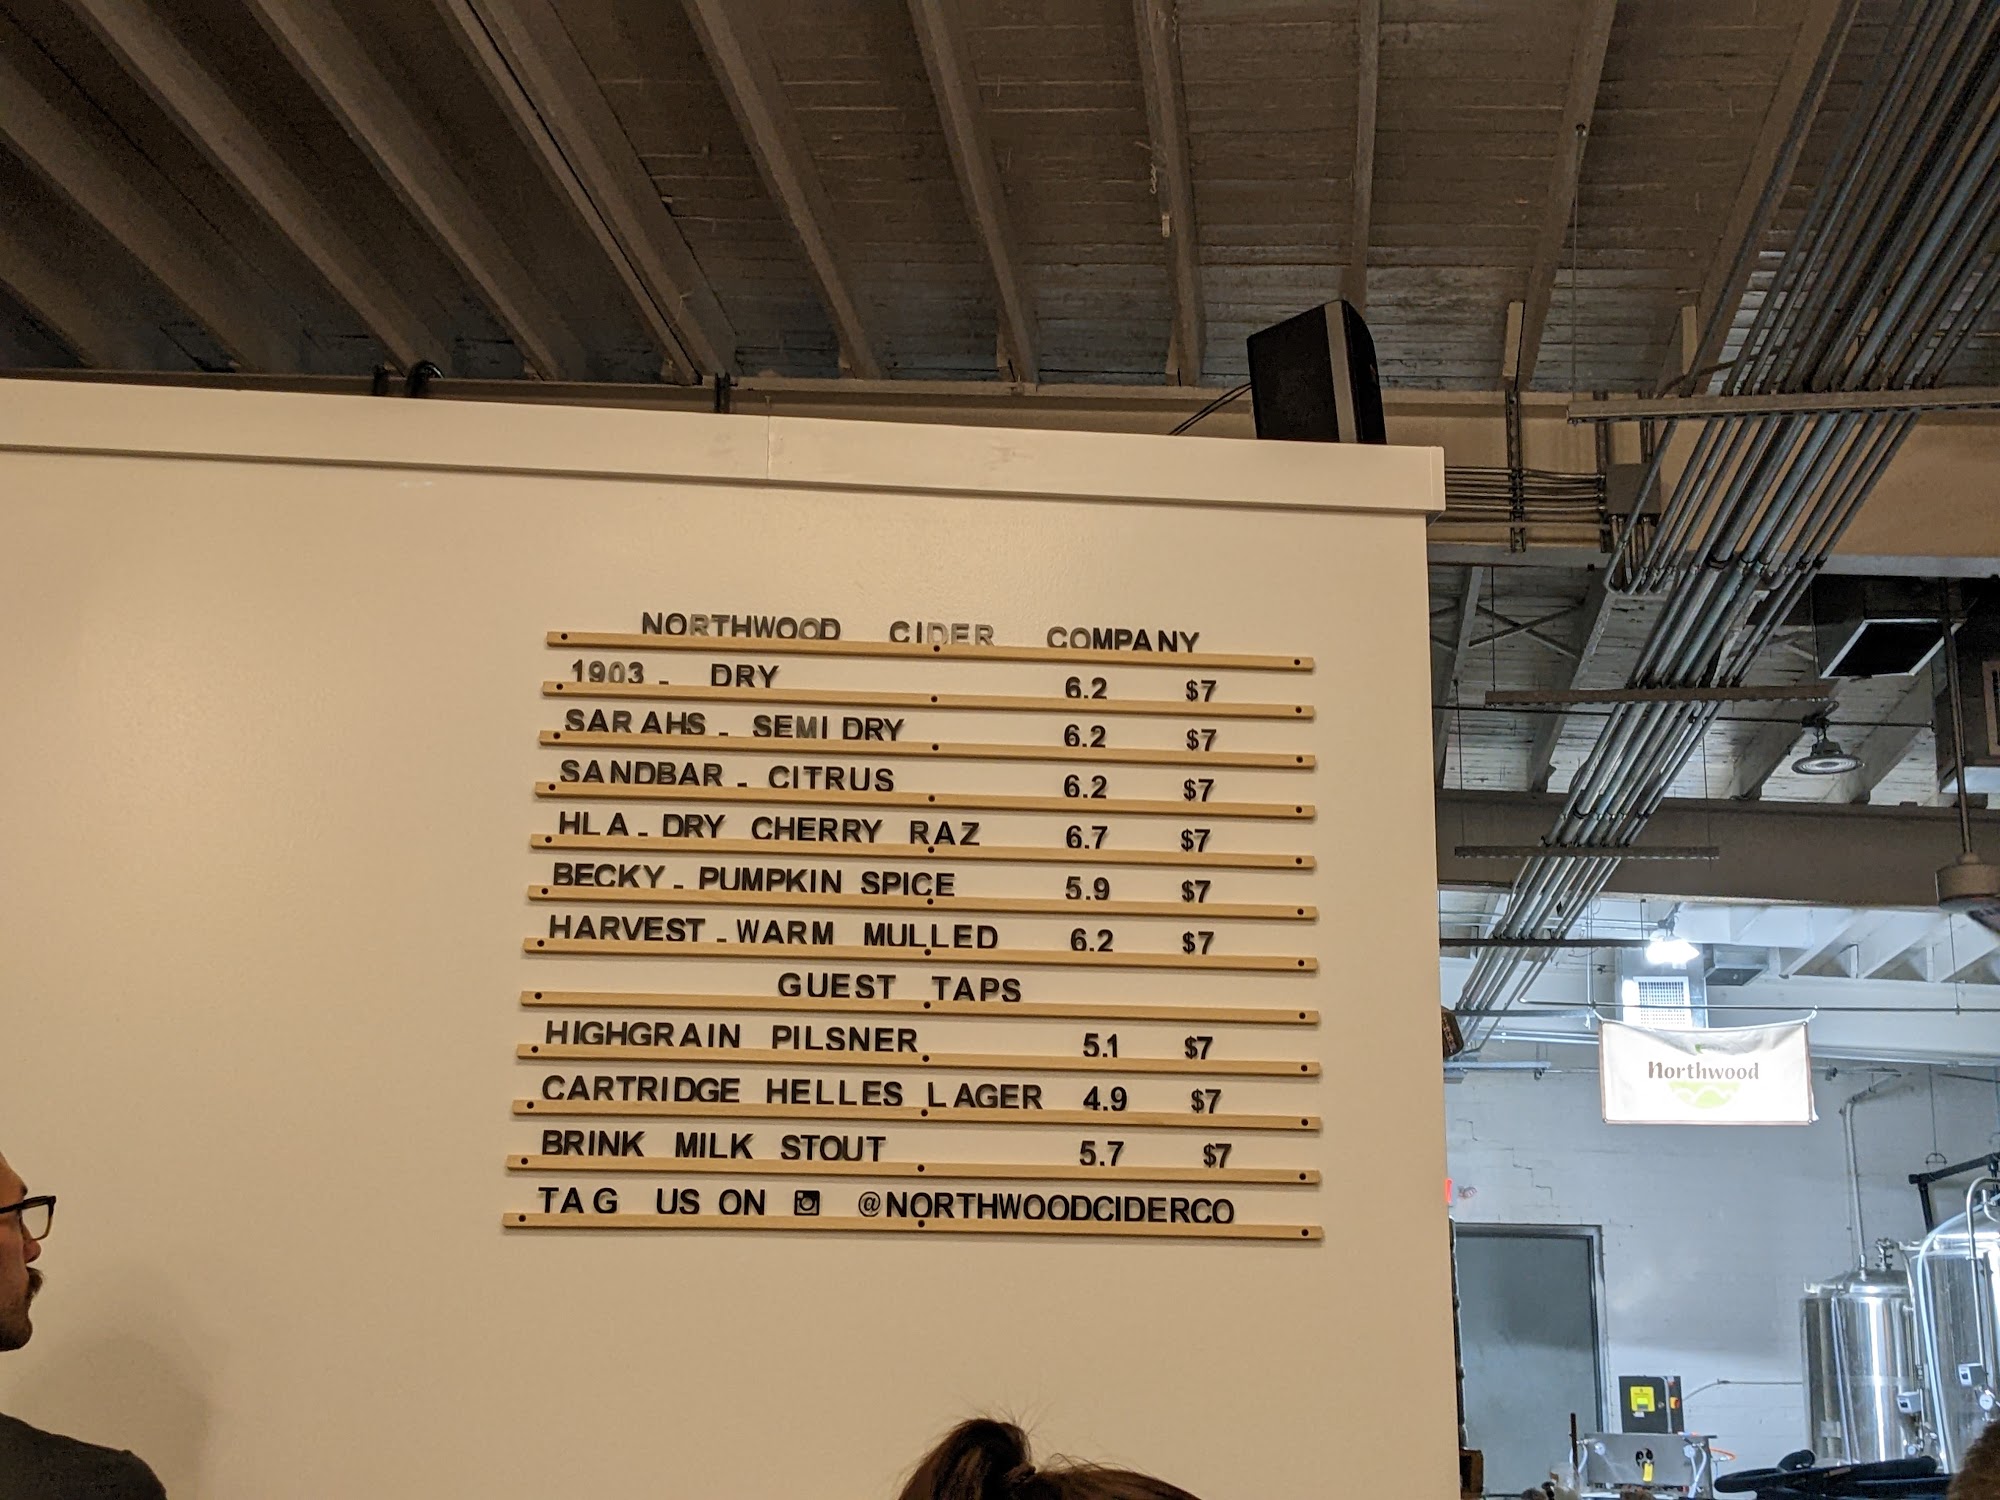 NORTHWOOD CIDER COMPANY
1903 - DRY 6.2 $7
SARAHS - SEMI DRY 6.2 $7
SANDBAR - CITRUS 6.2 $7
HLA - DRY CHERRY RAZ 6.7 $7
BECKY - PUMPKIN SPICE 5.9 $7
HARVEST - WARM MULLED 6.2 $7
GUEST TAPS
HIGHGRAIN PILSNER 5.1 $7
CARTRIDGE HELLES LAGER 4.9 $7
BRINK MILK STOUT 5.7 $7
TAG US ON @NORTHWOODCIDERCO
Northwood